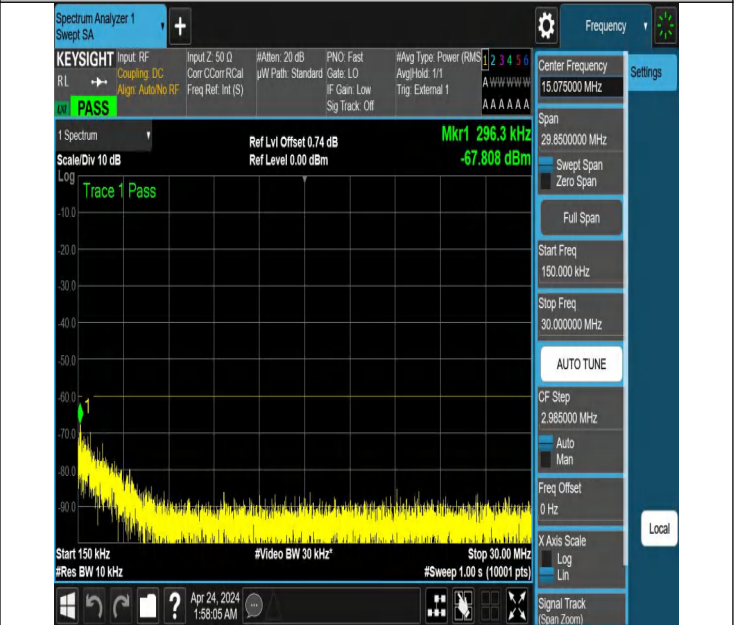 Spectrum Analyzer 1
Swept SA
+
Frequency
KEYSIGHT
Input: RF
Input Z: 50 Ω
#Atten: 20 dB
PNO: Fast
#Avg Type: Power (RMS
1 2 3 4 5 6
RL
Coupling: DC
Corr CCorr RCal
µW Path: Standard
Gate: LO
Avg|Hold: 1/1
A W W W W W
Align: Auto/No RF
Freq Ref: Int (S)
IF Gain: Low
Trig: External 1
Sig Track: Off
A A A A A A
PASS
1 Spectrum
Ref Lvl Offset 0.74 dB
Mkr1 296.3 kHz
Scale/Div 10 dB
Ref Level 0.00 dBm
-67.808 dBm
Log
Trace 1 Pass
-10.0
-20.0
-30.0
-40.0
-50.0
-60.0
1
-70.0
-80.0
-90.0
Start 150 kHz
#Video BW 30 kHz*
Stop 30.00 MHz
#Res BW 10 kHz
#Sweep 1.00 s (10001 pts)
?
Apr 24, 2024
1:58:05 AM
Center Frequency
15.075000 MHz
Settings
Span
29.8500000 MHz
Swept Span
Zero Span
Full Span
Start Freq
150.000 kHz
Stop Freq
30.000000 MHz
AUTO TUNE
CF Step
2.985000 MHz
Auto
Man
Freq Offset
0 Hz
Local
X Axis Scale
Log
Lin
Signal Track
(Span Zoom)